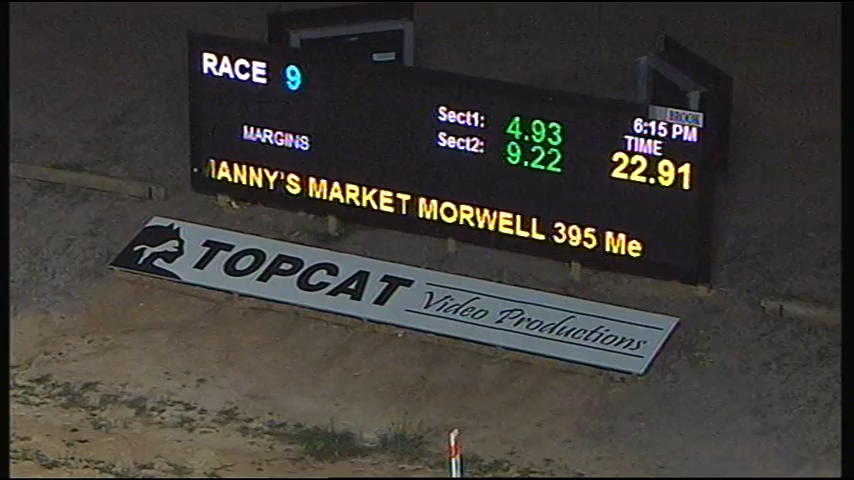 RACE 9
Sect1: 4.93
6:15 PM
MARGINS
Sect2: 9.22
TIME
22.91
MANNY'S MARKET MORWELL 395 Me
TOPCAT Video Productions